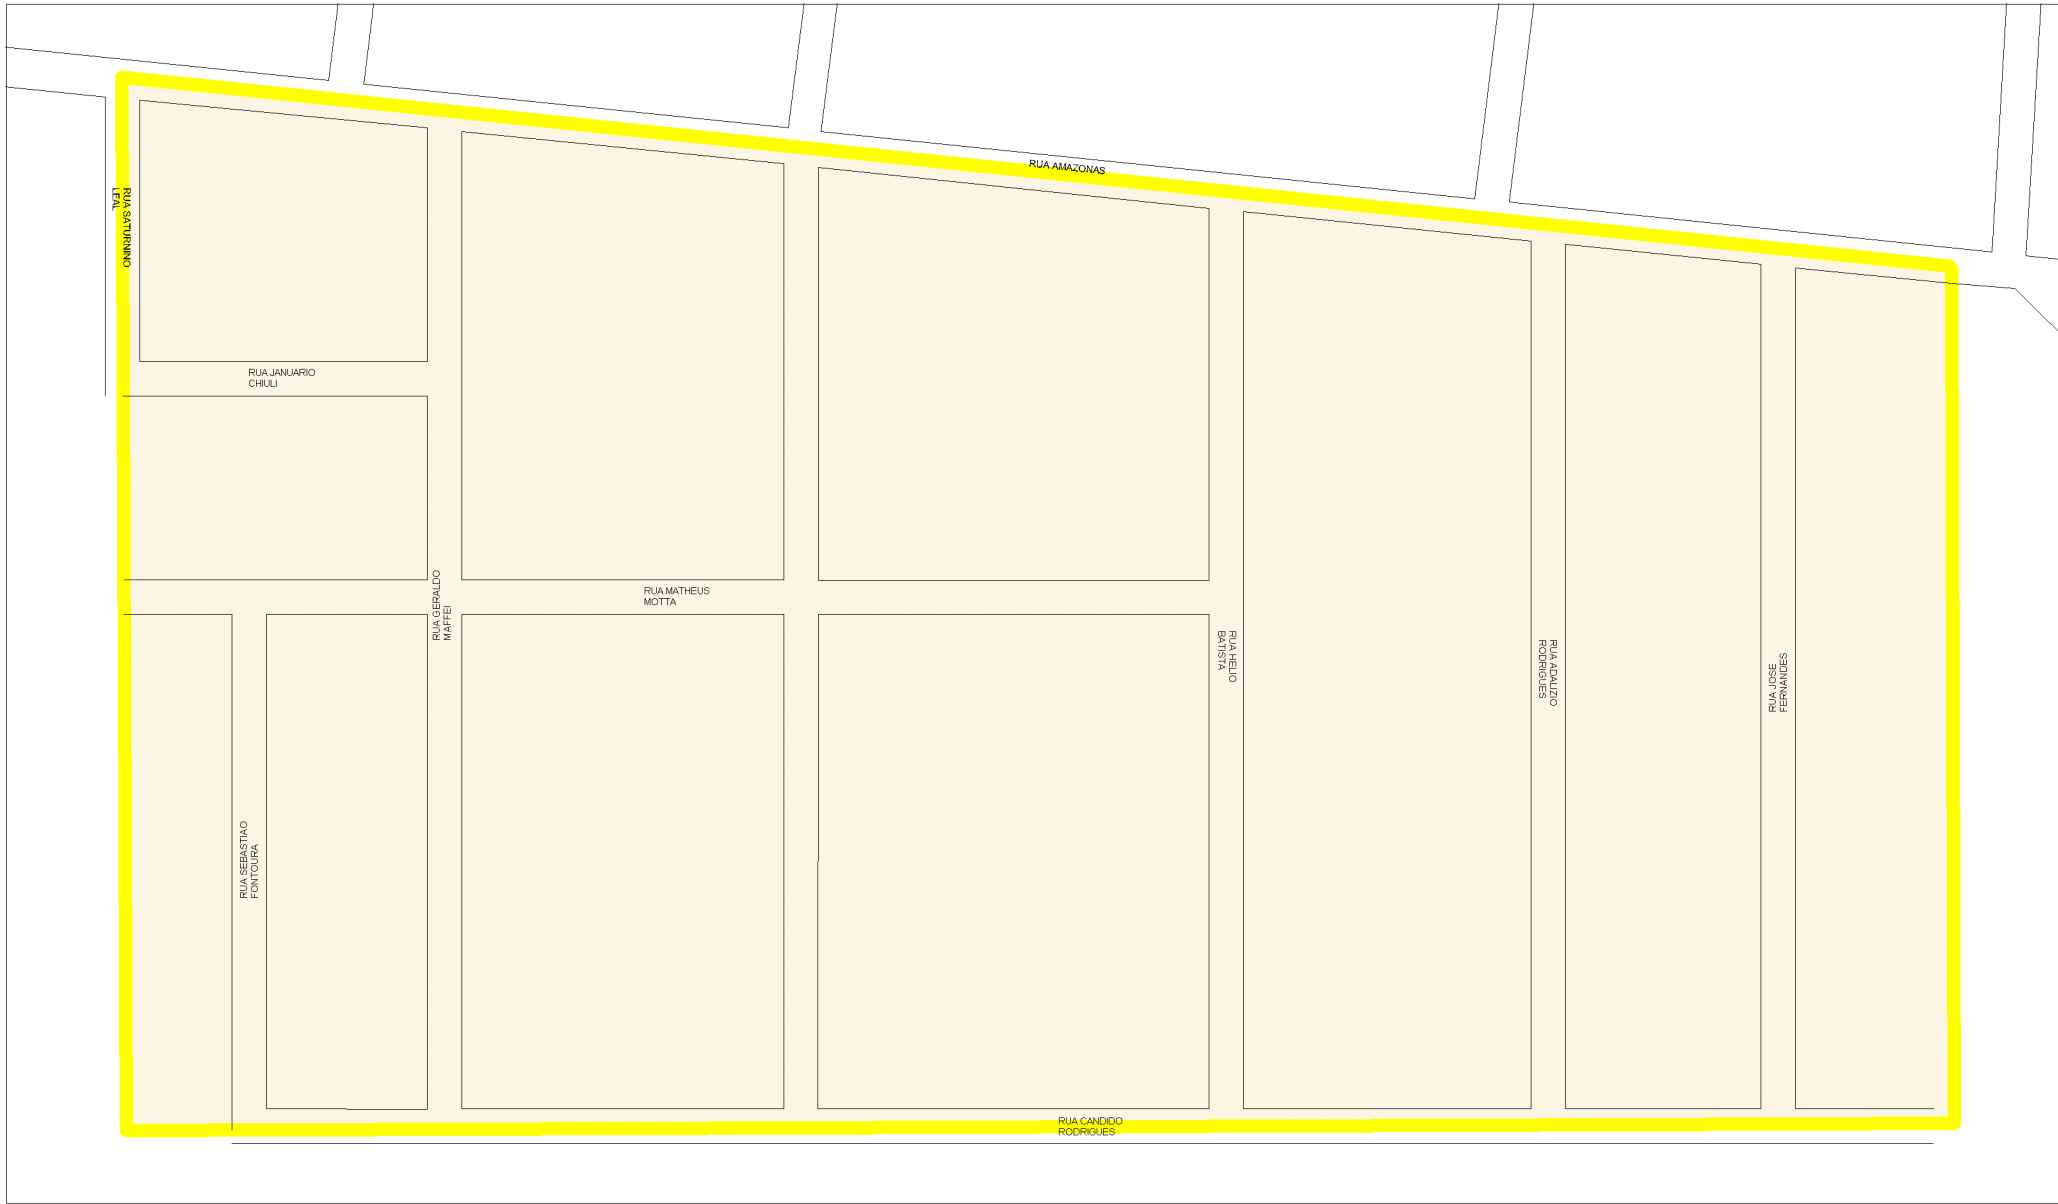 RUA AMAZONAS
RUA SATURNINO
LEAL
RUA JANUARIO
CHIULI
RUA GERALDO
MAFFEI
RUA MATHEUS
MOTTA
RUA HELIO
BATISTA
RUA ADALIZIO
RODRIGUES
RUA JOSE
FERNANDES
RUA SEBASTIAO
FONTOURA
RUA CANDIDO
RODRIGUES